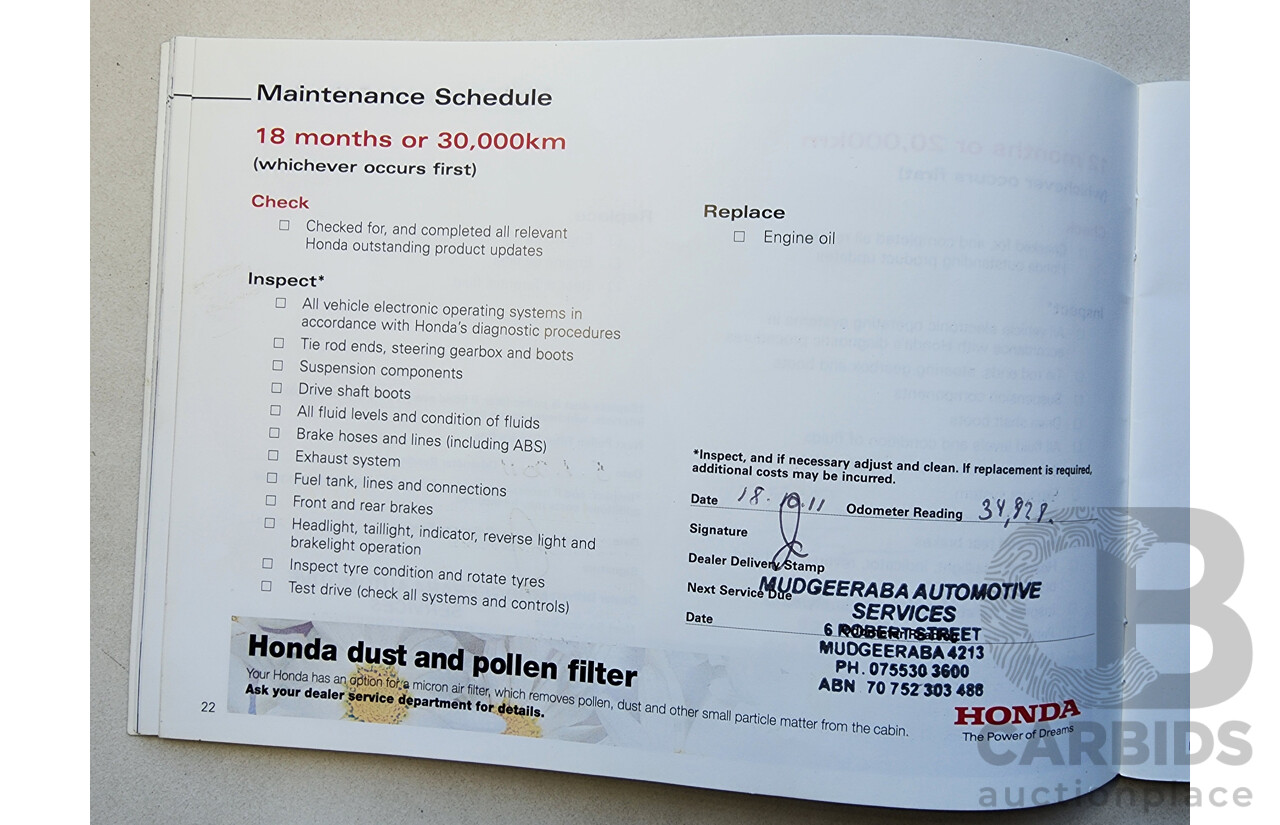 Maintenance Schedule
18 months or 30,000km
(whichever occurs first)
Check
Checked for, and completed all relevant
Honda outstanding product updates
Inspect*
All vehicle electronic operating systems in
accordance with Honda's diagnostic procedures
Tie rod ends, steering gearbox and boots
Suspension components
Drive shaft boots
All fluid levels and condition of fluids
Brake hoses and lines (including ABS)
Exhaust system
Fuel tank, lines and connections
Front and rear brakes
Headlight, taillight, indicator, reverse light and
brakelight operation
Inspect tyre condition and rotate tyres
Test drive (check all systems and controls)
Replace
Engine oil
*Inspect, and if necessary adjust and clean. If replacement is required,
additional costs may be incurred.
Date 18.10.11 Odometer Reading 34,929.
Signature
Dealer Delivery Stamp
Next Service Due
Date
MUDGEERABA AUTOMOTIVE
SERVICES
6 ROBERT STREET
MUDGEERABA 4213
PH. 075530 3600
ABN 70 752 303 486
Honda dust and pollen filter
Your Honda has an option for a micron air filter, which removes pollen, dust and other small particle matter from the cabin.
Ask your dealer service department for details.
22
HONDA
The Power of Dreams
CB
CARBIDS
auctionplace